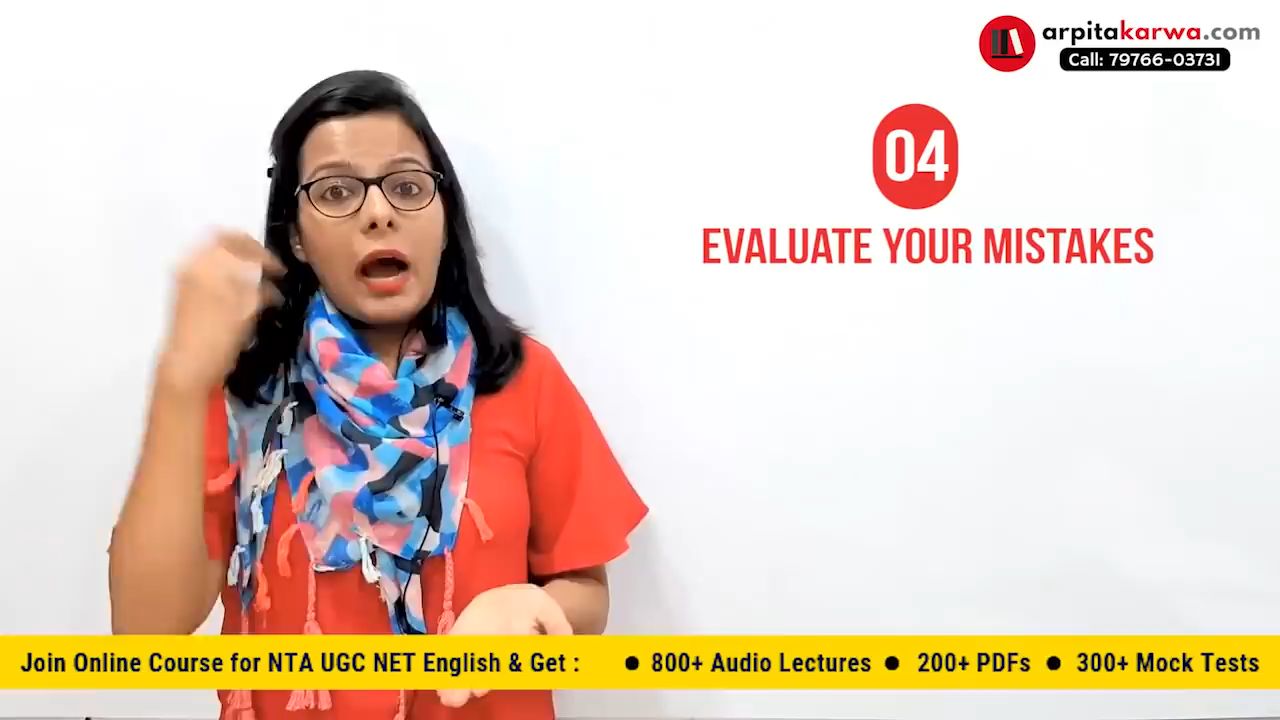 arpitakarwa.com
Call: 79766-03731
04
EVALUATE YOUR MISTAKES
Join Online Course for NTA UGC NET English & Get : ● 800+ Audio Lectures ● 200+ PDFs ● 300+ Mock Tests